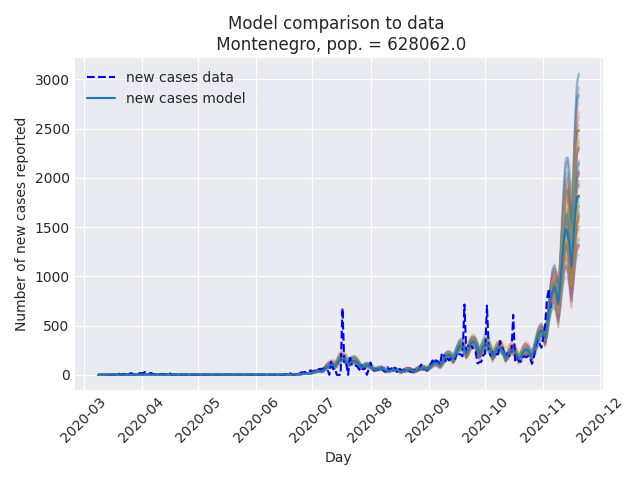 Model comparison to data
Montenegro, pop. = 628062.0
new cases data
new cases model
Number of new cases reported
3000
2500
2000
1500
1000
500
0
2020-03
2020-04
2020-05
2020-06
2020-07
2020-08
2020-09
2020-10
2020-11
2020-12
Day